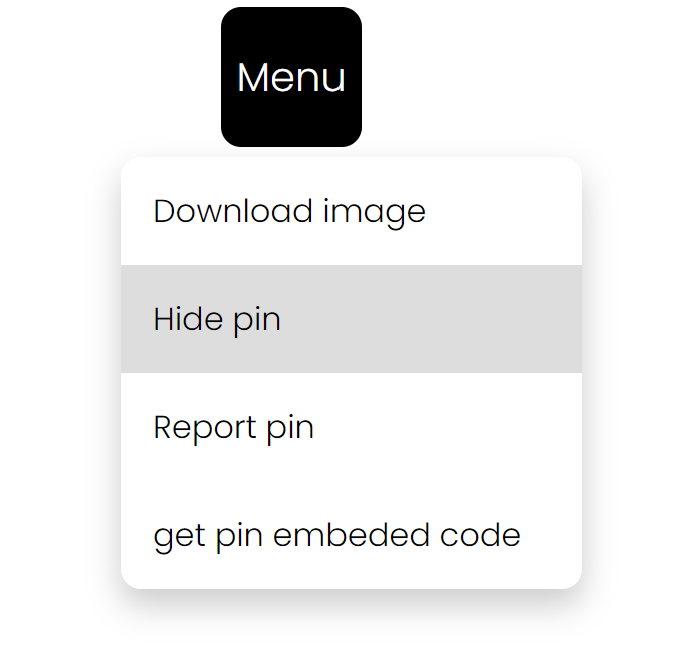 Menu
Download image
Hide pin
Report pin
get pin embeded code